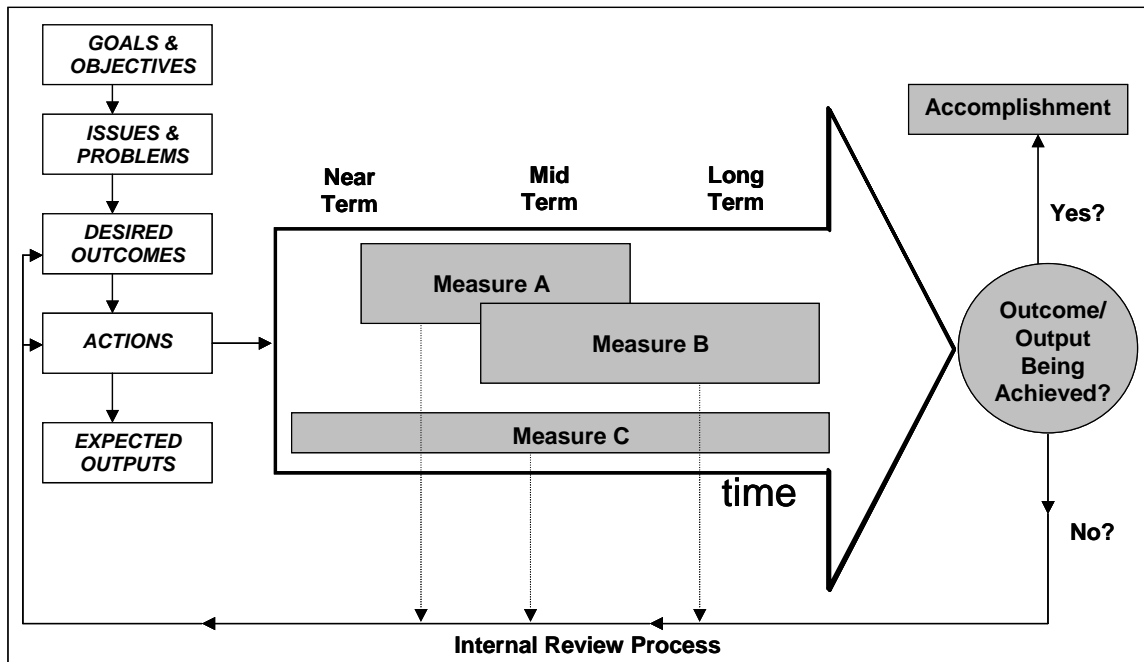 GOALS &
OBJECTIVES
ISSUES &
PROBLEMS
DESIRED
OUTCOMES
ACTIONS
EXPECTED
OUTPUTS
Near
Term
Mid
Term
Long
Term
Measure A
Measure B
Measure C
time
Accomplishment
Yes?
Outcome/
Output
Being
Achieved?
No?
Internal Review Process